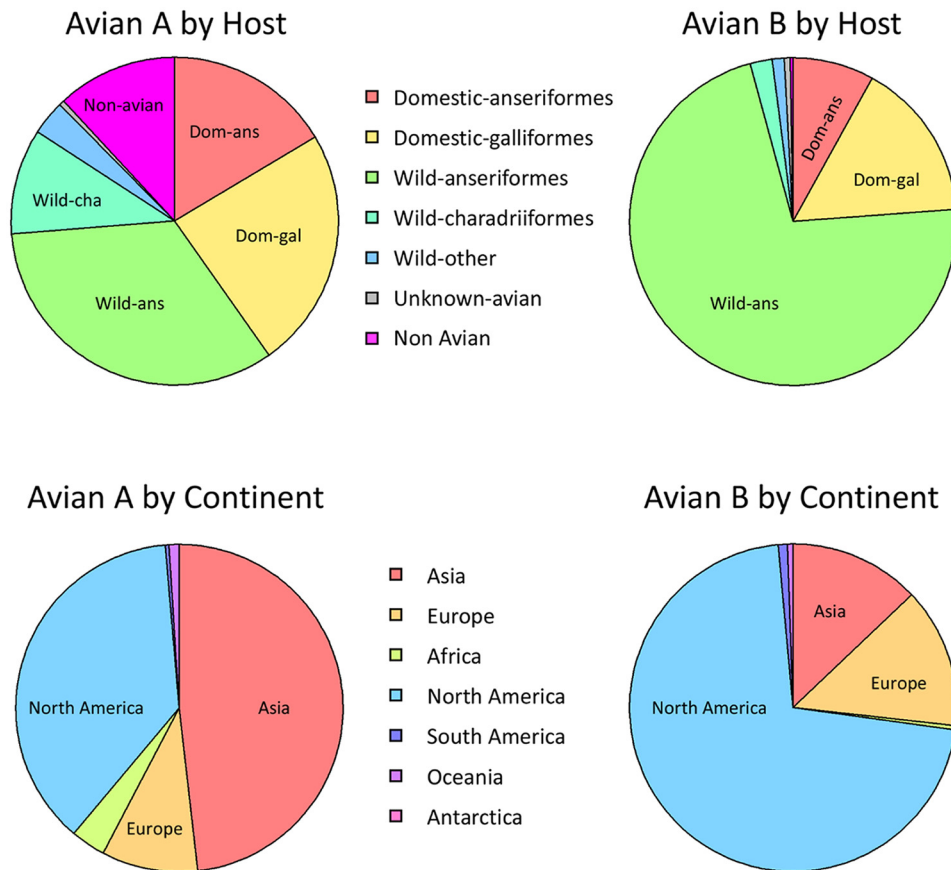 Avian A by Host
Avian B by Host
Non-avian
Dom-ans
Wild-cha
Dom-gal
Wild-ans
Domestic-anseriformes
Domestic-galliformes
Wild-anseriformes
Wild-charadriiformes
Wild-other
Unknown-avian
Non Avian
Dom-ans
Dom-gal
Wild-ans
Avian A by Continent
Avian B by Continent
North America
Asia
Europe
Asia
Europe
Africa
North America
South America
Oceania
Antarctica
Asia
Europe
North America